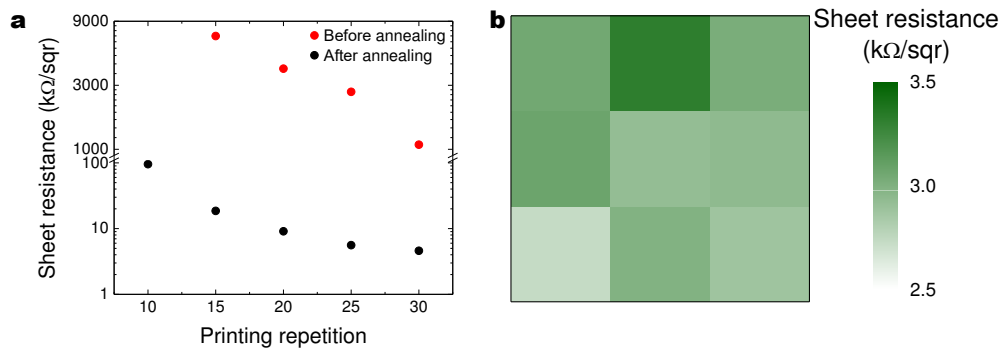 a
Sheet resistance (kΩ/sqr)
9000
3000
1000
100
10
1
Before annealing
After annealing
10 15 20 25 30
Printing repetition
b
Sheet resistance
(kΩ/sqr)
3.5
3.0
2.5